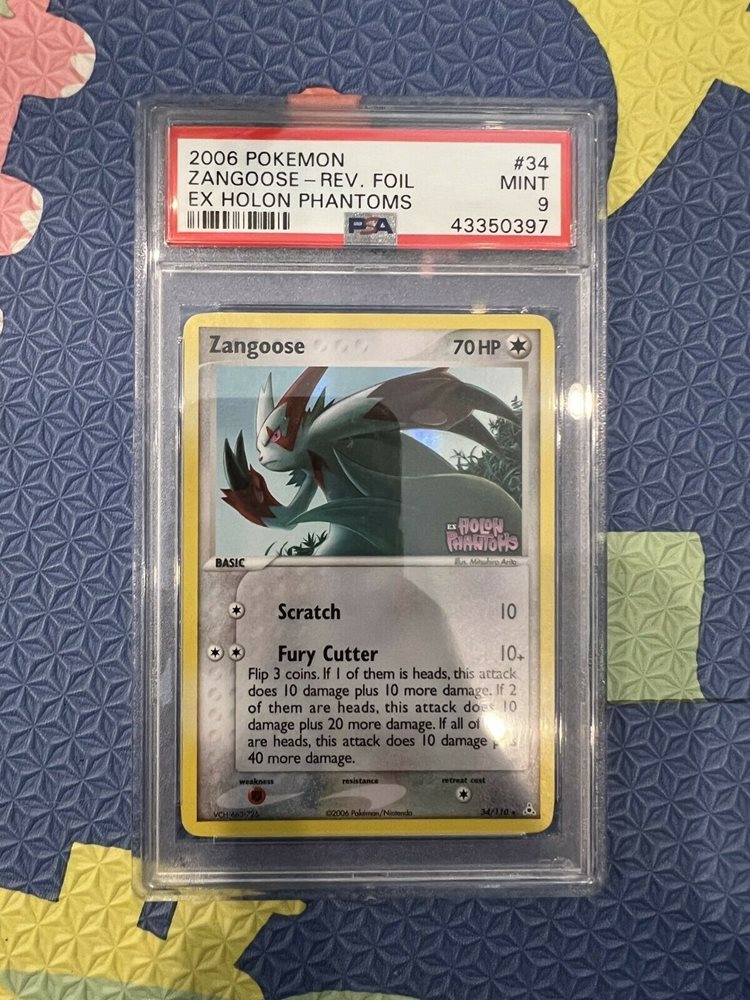 2006 POKEMON #34
ZANGOOSE - REV. FOIL MINT
EX HOLON PHANTOMS 9
PSA 43350397
Zangoose 70 HP
EX HOLON
PHANTOMS
BASIC Illus. Mitsuhiro Arita
Scratch 10
Fury Cutter 10+
Flip 3 coins. If 1 of them is heads, this attack
does 10 damage plus 10 more damage. If 2
of them are heads, this attack does 10
damage plus 20 more damage. If all of
are heads, this attack does 10 damage plus
40 more damage.
weakness resistance retreat cost
©2006 Pokémon/Nintendo 34/110